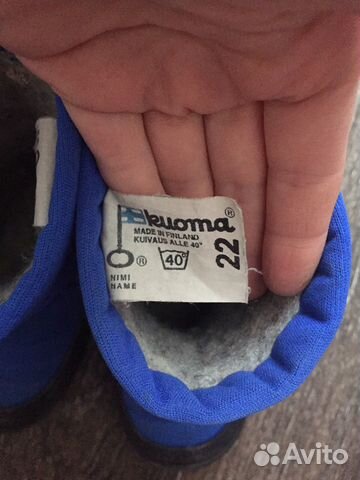 kuoma®
MADE IN FINLAND
KUIVAUS ALLE 40°
® 40° 22
NIMI
NAME
Avito